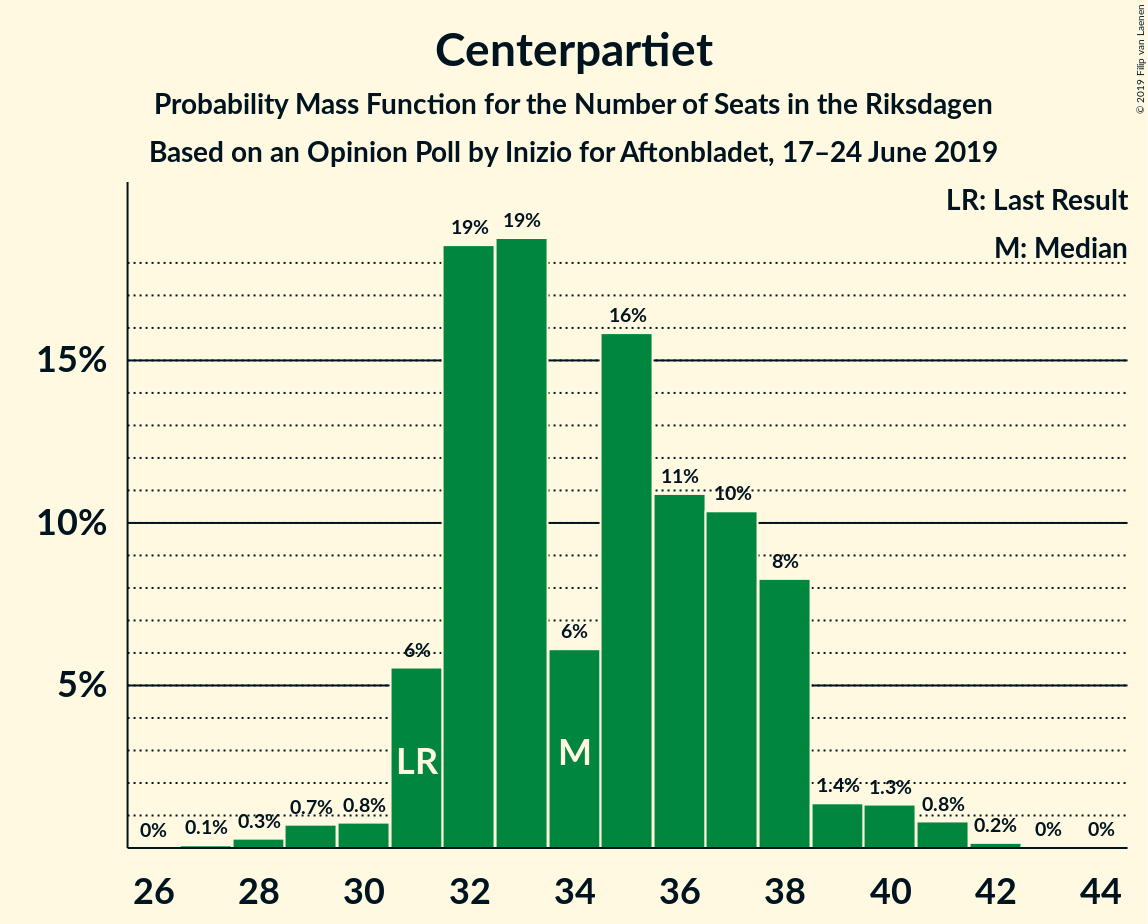 Centerpartiet
Probability Mass Function for the Number of Seats in the Riksdagen
Based on an Opinion Poll by Inizio for Aftonbladet, 17–24 June 2019
© 2019 Filip van Laenen
LR: Last Result
M: Median
15%
10%
5%
0% 0.1% 0.3% 0.7% 0.8% 6% 19% 19% 6% 16% 11% 10% 8% 1.4% 1.3% 0.8% 0.2% 0% 0%
LR M
26 28 30 32 34 36 38 40 42 44